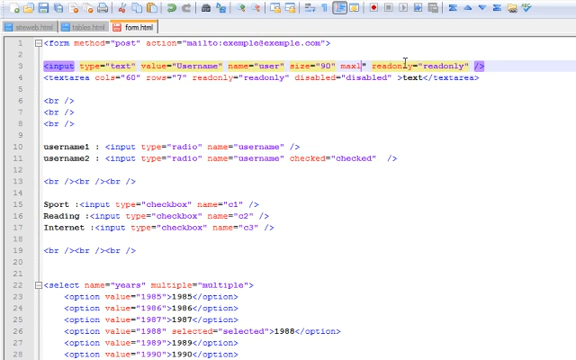 siteweb.html tables.html form.html
1 <form method="post" action="mailto:exemple@exemple.com">
2
3 <input type="text" value="Username" name="user" size="90" maxl" readonly="readonly" />
4 <textarea cols="60" rows="7" readonly="readonly" disabled="disabled" >text</textarea>
5
6 <br />
7 <br />
8 <br />
9
10 username1 : <input type="radio" name="username" />
11 username2 : <input type="radio" name="username" checked="checked" />
12
13 <br /><br /><br />
14
15 Sport :<input type="checkbox" name="c1" />
16 Reading :<input type="checkbox" name="c2" />
17 Internet :<input type="checkbox" name="c3" />
18
19 <br /><br /><br />
20
21
22 <select name="years" multiple="multiple">
23 <option value="1985">1985</option>
24 <option value="1986">1986</option>
25 <option value="1987">1987</option>
26 <option value="1988" selected="selected">1988</option>
27 <option value="1989">1989</option>
28 <option value="1990">1990</option>